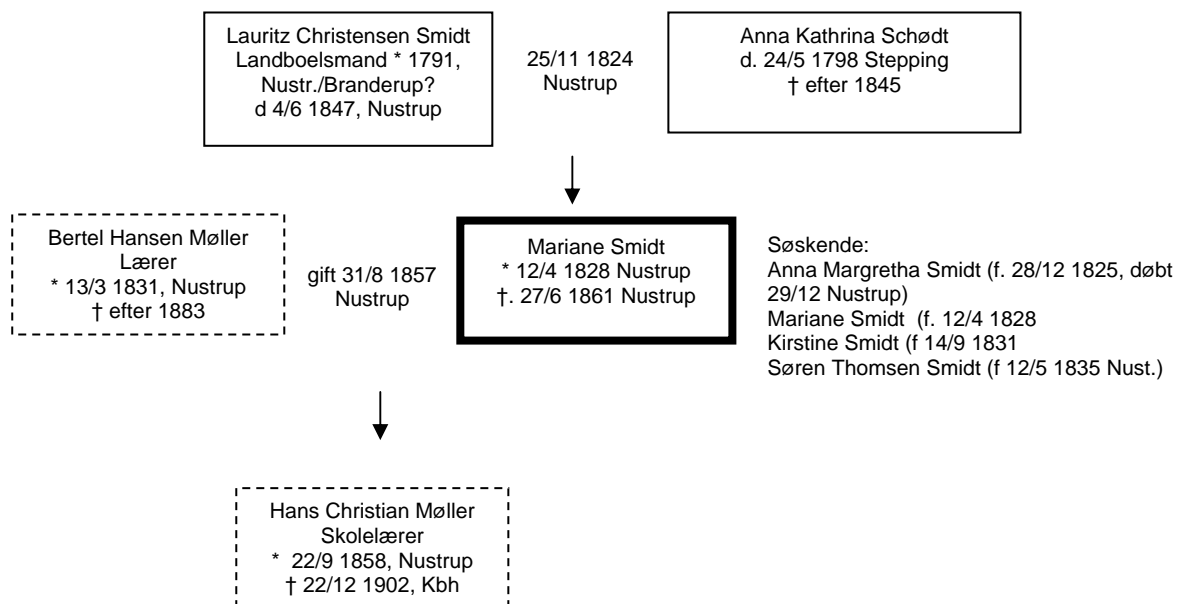 Lauritz Christensen Smidt
Landboelsmand * 1791,
Nustr./Branderup?
d 4/6 1847, Nustrup
25/11 1824
Nustrup
Anna Kathrina Schødt
d. 24/5 1798 Stepping
† efter 1845
Bertel Hansen Møller
Lærer
* 13/3 1831, Nustrup
† efter 1883
gift 31/8 1857
Nustrup
Mariane Smidt
* 12/4 1828 Nustrup
†. 27/6 1861 Nustrup
Søskende:
Anna Margretha Smidt (f. 28/12 1825, døbt
29/12 Nustrup)
Mariane Smidt  (f. 12/4 1828
Kirstine Smidt (f 14/9 1831
Søren Thomsen Smidt (f 12/5 1835 Nust.)
Hans Christian Møller
Skolelærer
*  22/9 1858, Nustrup
† 22/12 1902, Kbh